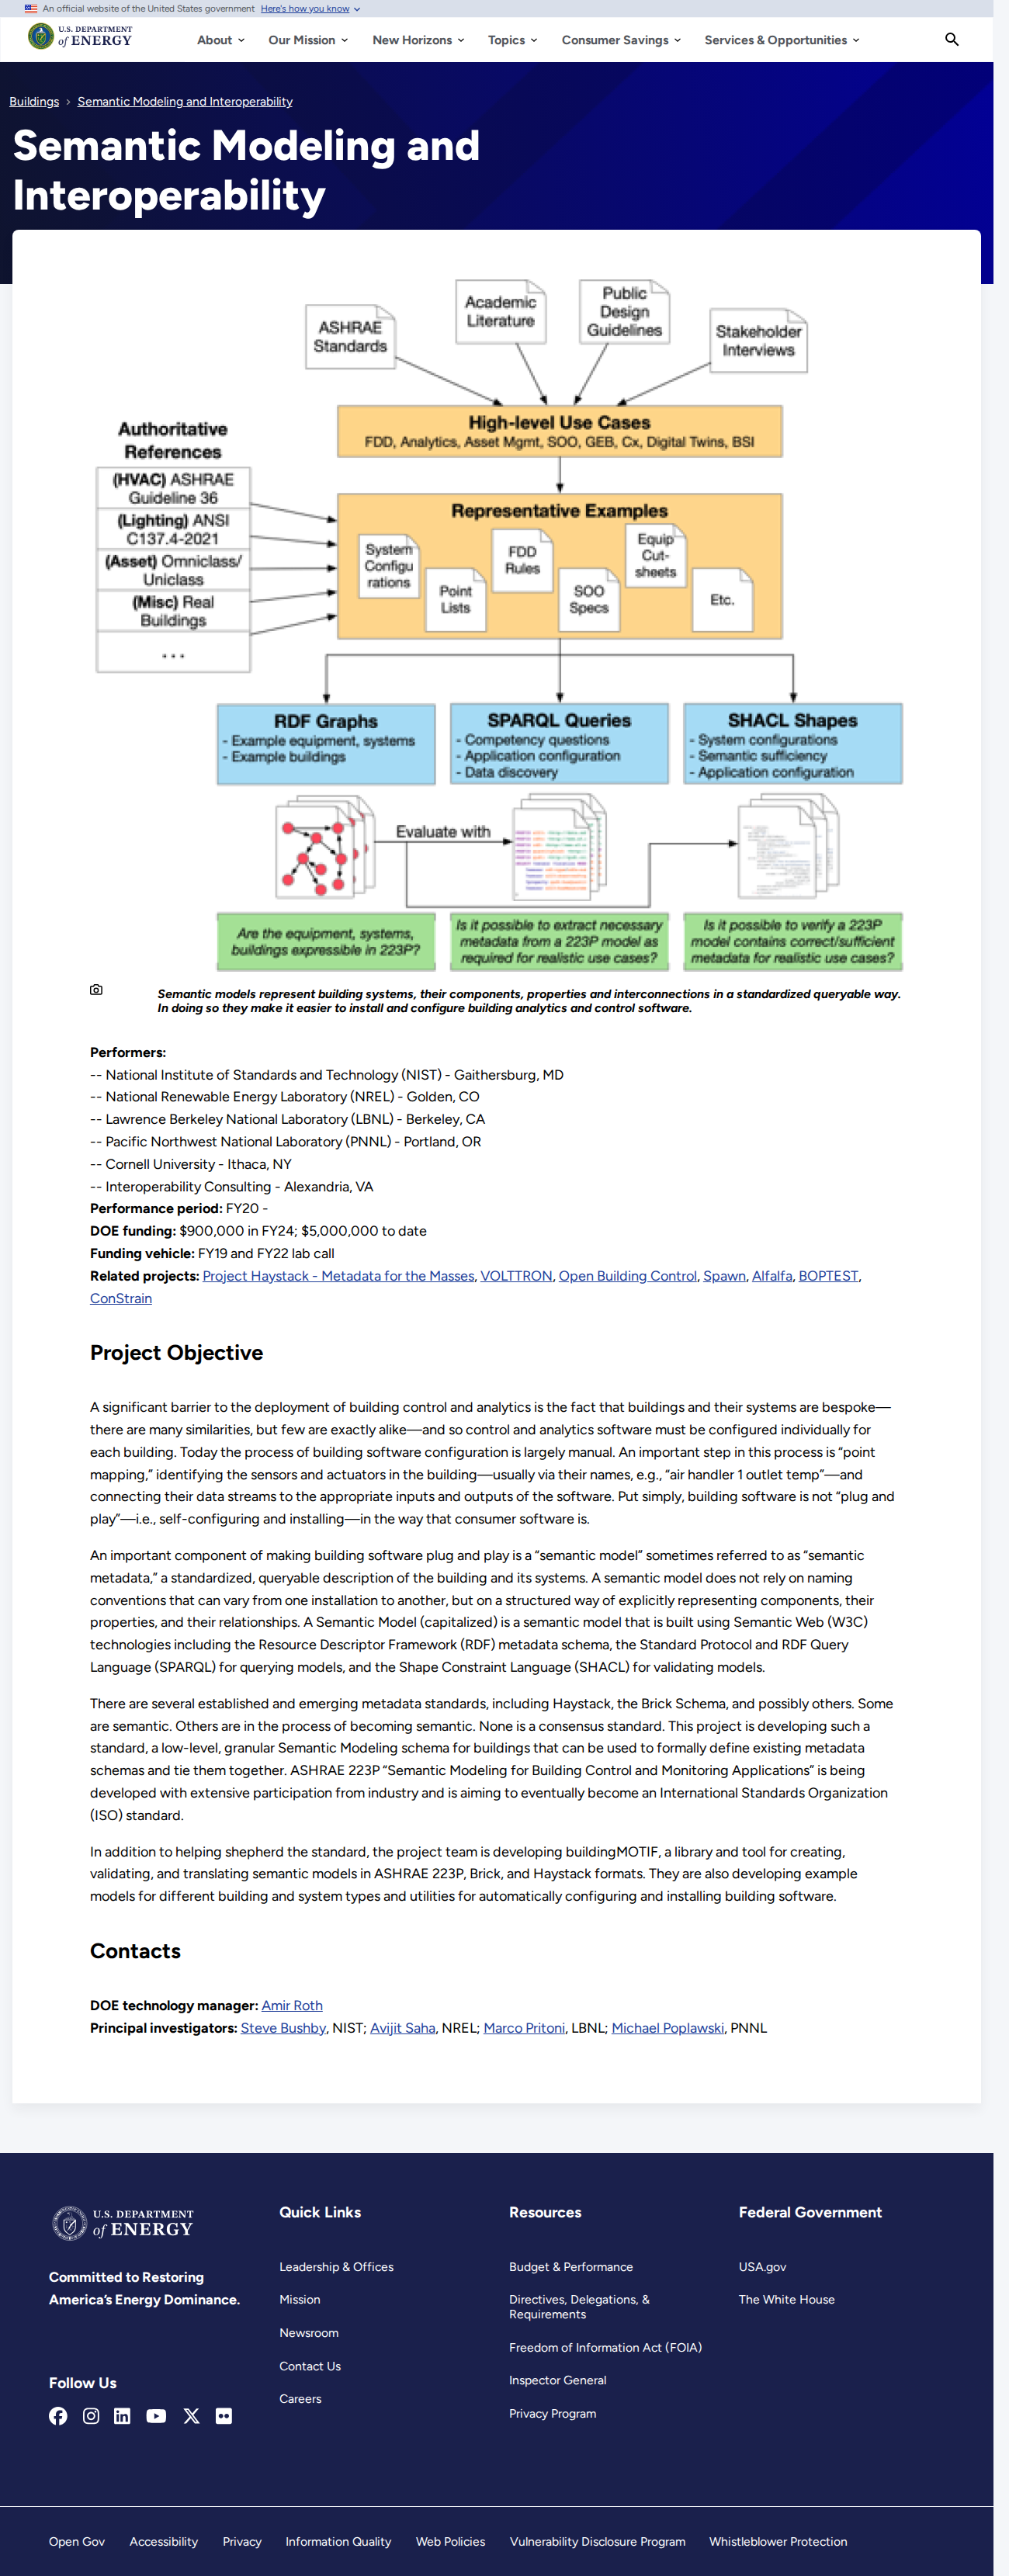 An official website of the United States government Here's how you know
U.S. DEPARTMENT
of ENERGY
About
Our Mission
New Horizons
Topics
Consumer Savings
Services & Opportunities
Buildings
Semantic Modeling and Interoperability
Semantic Modeling and
Interoperability
ASHRAE
Standards
Academic
Literature
Public
Design
Guidelines
Stakeholder
Interviews
High-level Use Cases
FDD, Analytics, Asset Mgmt, SOO, GEB, Cx, Digital Twins, BSI
Authoritative
References
(HVAC) ASHRAE
Guideline 36
(Lighting) ANSI
C137.4-2021
(Asset) Omniclass/
Uniclass
(Misc) Real
Buildings
• • •
Representative Examples
System
Configu
rations
Point
Lists
FDD
Rules
SOO
Specs
Equip
Cut-
sheets
Etc.
RDF Graphs
- Example equipment, systems
- Example buildings
SPARQL Queries
- Competency questions
- Application configuration
- Data discovery
SHACL Shapes
- System configurations
- Semantic sufficiency
- Application configuration
Evaluate with
Are the equipment, systems,
buildings expressible in 223P?
Is it possible to extract necessary
metadata from a 223P model as
required for realistic use cases?
Is it possible to verify a 223P
model contains correct/sufficient
metadata for realistic use cases?
Semantic models represent building systems, their components, properties and interconnections in a standardized queryable way.
In doing so they make it easier to install and configure building analytics and control software.
Performers:
-- National Institute of Standards and Technology (NIST) - Gaithersburg, MD
-- National Renewable Energy Laboratory (NREL) - Golden, CO
-- Lawrence Berkeley National Laboratory (LBNL) - Berkeley, CA
-- Pacific Northwest National Laboratory (PNNL) - Portland, OR
-- Cornell University - Ithaca, NY
-- Interoperability Consulting - Alexandria, VA
Performance period: FY20 -
DOE funding: $900,000 in FY24; $5,000,000 to date
Funding vehicle: FY19 and FY22 lab call
Related projects: Project Haystack - Metadata for the Masses, VOLTTRON, Open Building Control, Spawn, Alfalfa, BOPTEST,
ConStrain
Project Objective
A significant barrier to the deployment of building control and analytics is the fact that buildings and their systems are bespoke—
there are many similarities, but few are exactly alike—and so control and analytics software must be configured individually for
each building. Today the process of building software configuration is largely manual. An important step in this process is “point
mapping,” identifying the sensors and actuators in the building—usually via their names, e.g., “air handler 1 outlet temp”—and
connecting their data streams to the appropriate inputs and outputs of the software. Put simply, building software is not “plug and
play”—i.e., self-configuring and installing—in the way that consumer software is.
An important component of making building software plug and play is a “semantic model” sometimes referred to as “semantic
metadata,” a standardized, queryable description of the building and its systems. A semantic model does not rely on naming
conventions that can vary from one installation to another, but on a structured way of explicitly representing components, their
properties, and their relationships. A Semantic Model (capitalized) is a semantic model that is built using Semantic Web (W3C)
technologies including the Resource Descriptor Framework (RDF) metadata schema, the Standard Protocol and RDF Query
Language (SPARQL) for querying models, and the Shape Constraint Language (SHACL) for validating models.
There are several established and emerging metadata standards, including Haystack, the Brick Schema, and possibly others. Some
are semantic. Others are in the process of becoming semantic. None is a consensus standard. This project is developing such a
standard, a low-level, granular Semantic Modeling schema for buildings that can be used to formally define existing metadata
schemas and tie them together. ASHRAE 223P “Semantic Modeling for Building Control and Monitoring Applications” is being
developed with extensive participation from industry and is aiming to eventually become an International Standards Organization
(ISO) standard.
In addition to helping shepherd the standard, the project team is developing buildingMOTIF, a library and tool for creating,
validating, and translating semantic models in ASHRAE 223P, Brick, and Haystack formats. They are also developing example
models for different building and system types and utilities for automatically configuring and installing building software.
Contacts
DOE technology manager: Amir Roth
Principal investigators: Steve Bushby, NIST; Avijit Saha, NREL; Marco Pritoni, LBNL; Michael Poplawski, PNNL
U.S. DEPARTMENT
of ENERGY
Committed to Restoring
America's Energy Dominance.
Follow Us
Quick Links
Leadership & Offices
Mission
Newsroom
Contact Us
Careers
Resources
Budget & Performance
Directives, Delegations, &
Requirements
Freedom of Information Act (FOIA)
Inspector General
Privacy Program
Federal Government
USA.gov
The White House
Open Gov
Accessibility
Privacy
Information Quality
Web Policies
Vulnerability Disclosure Program
Whistleblower Protection